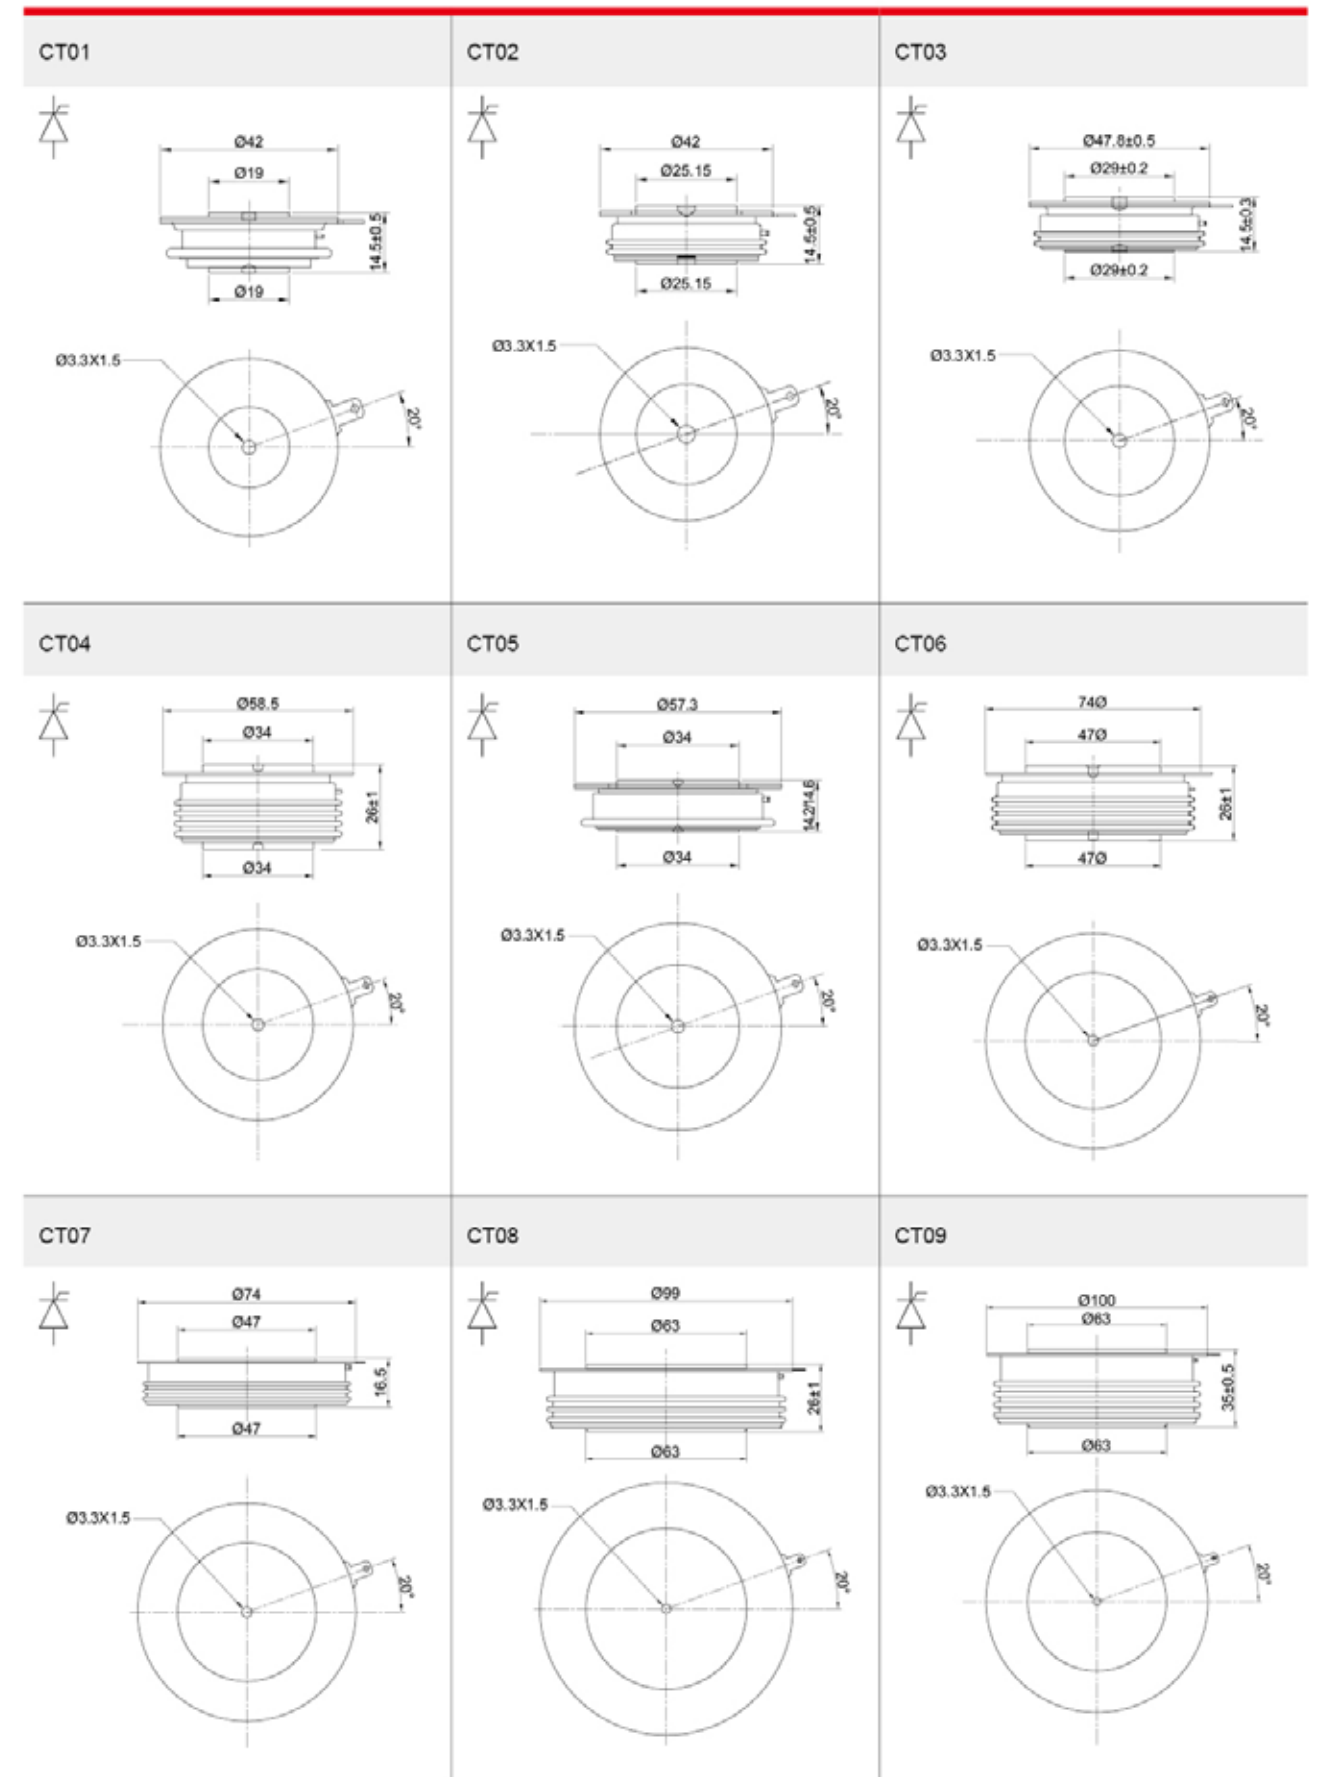 CT01
CT02
CT03
Ø42
Ø19
14.5±0.5
Ø19
Ø3.3X1.5
20°
Ø42
Ø25.15
14.5±0.5
Ø25.15
Ø3.3X1.5
20°
Ø47.8±0.5
Ø29±0.2
14.5±0.3
Ø29±0.2
Ø3.3X1.5
20°
CT04
CT05
CT06
Ø58.5
Ø34
26±1
Ø34
Ø3.3X1.5
20°
Ø57.3
Ø34
14.2/14.6
Ø34
Ø3.3X1.5
20°
74Ø
47Ø
26±1
47Ø
Ø3.3X1.5
20°
CT07
CT08
CT09
Ø74
Ø47
16.5
Ø47
Ø3.3X1.5
20°
Ø99
Ø63
26±1
Ø63
Ø3.3X1.5
20°
Ø100
Ø63
35±0.5
Ø63
Ø3.3X1.5
20°